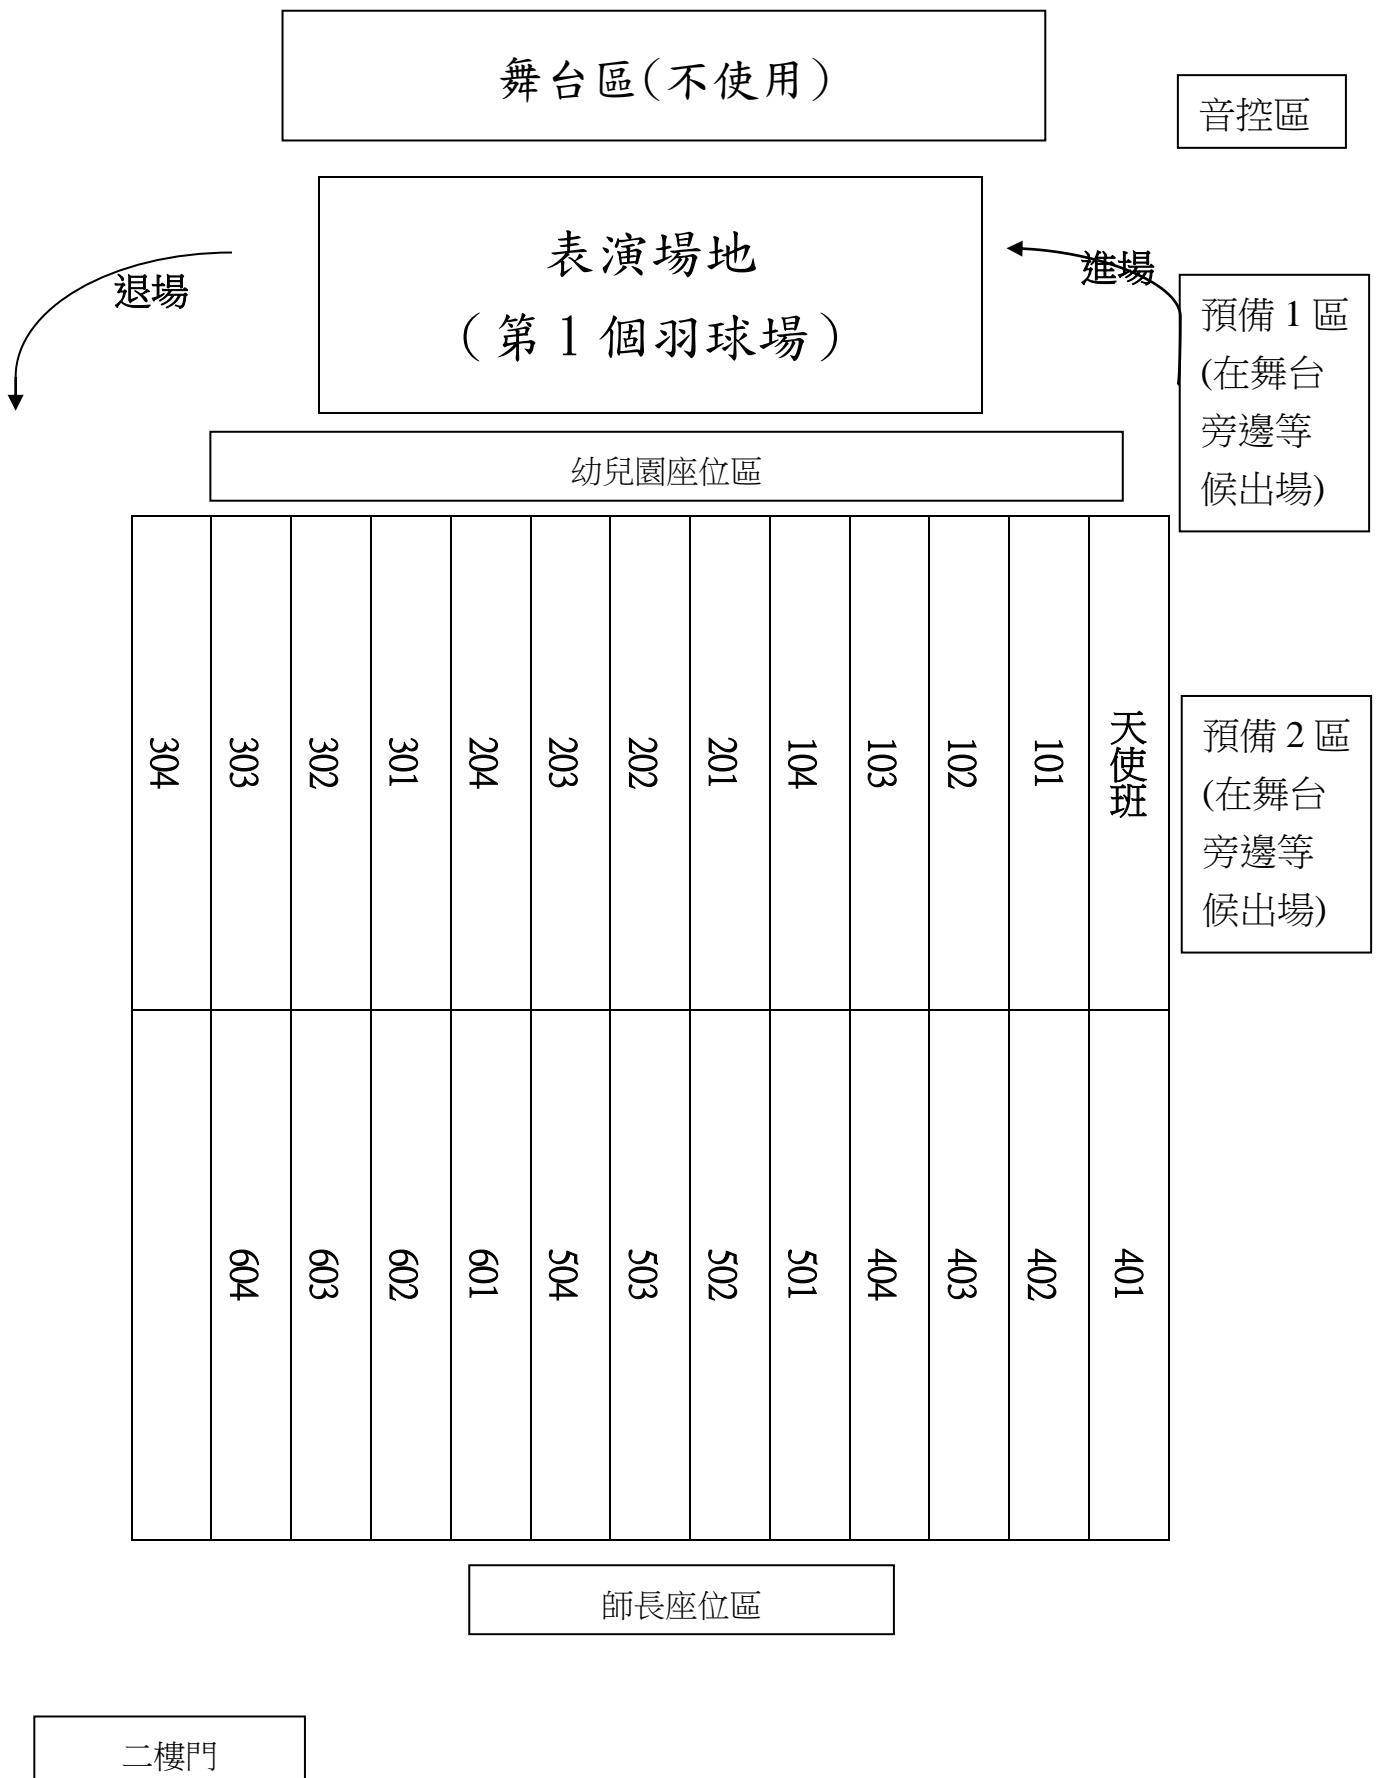 舞台區(不使用)
音控區
表演場地
(第1個羽球場)
退場
進場
預備 1 區
(在舞台
旁邊等
候出場)
幼兒園座位區
304
303
302
301
204
203
202
201
104
103
102
101
天使班
預備 2 區
(在舞台
旁邊等
候出場)
604
603
602
601
504
503
502
501
404
403
402
401
師長座位區
二樓門